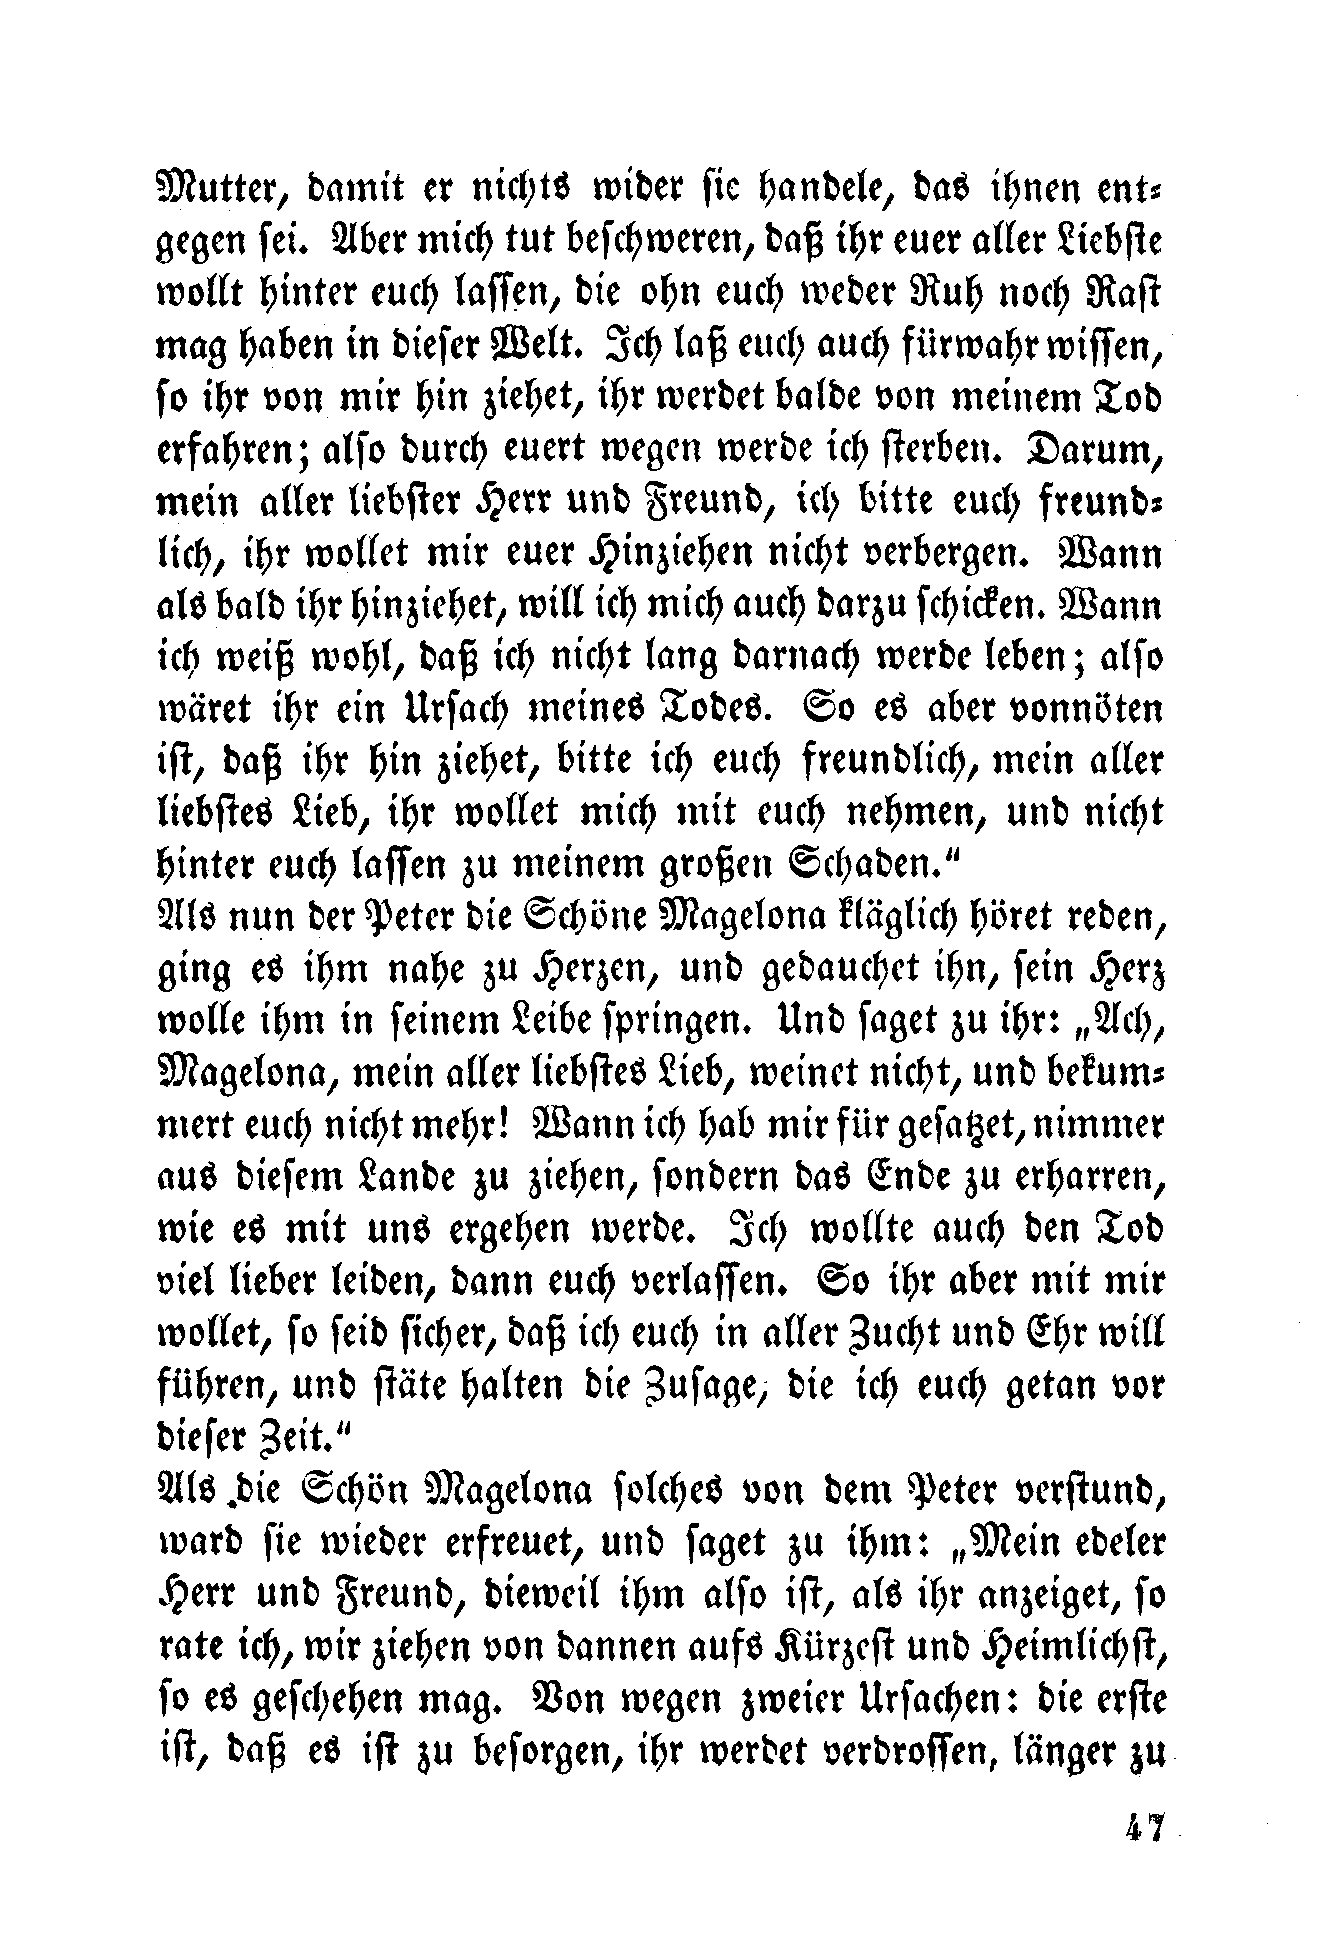 Mutter, damit er nichts wider sie handele, das ihnen ent-
gegen sei. Aber mich tut beschweren, daß ihr euer aller Liebste
wollt hinter euch lassen, die ohn euch weder Ruh noch Rast
mag haben in dieser Welt. Ich laß euch auch fürwahr wissen,
so ihr von mir hin ziehet, ihr werdet balde von meinem Tod
erfahren; also durch euert wegen werde ich sterben. Darum,
mein aller liebster Herr und Freund, ich bitte euch freund-
lich, ihr wollet mir euer Hinziehen nicht verbergen. Wann
als bald ihr hinziehet, will ich mich auch darzu schicken. Wann
ich weiß wohl, daß ich nicht lang darnach werde leben; also
wäret ihr ein Ursach meines Todes. So es aber vonnöten
ist, daß ihr hin ziehet, bitte ich euch freundlich, mein aller
liebstes Lieb, ihr wollet mich mit euch nehmen, und nicht
hinter euch lassen zu meinem großen Schaden.“
Als nun der Peter die Schöne Magelona kläglich höret reden,
ging es ihm nahe zu Herzen, und gedauchet ihn, sein Herz
wolle ihm in seinem Leibe springen. Und saget zu ihr: „Ach,
Magelona, mein aller liebstes Lieb, weinet nicht, und bekum-
mert euch nicht mehr! Wann ich hab mir für gesatzet, nimmer
aus diesem Lande zu ziehen, sondern das Ende zu erharren,
wie es mit uns ergehen werde. Ich wollte auch den Tod
viel lieber leiden, dann euch verlassen. So ihr aber mit mir
wollet, so seid sicher, daß ich euch in aller Zucht und Ehr will
führen, und stäte halten die Zusage, die ich euch getan vor
dieser Zeit.“
Als die Schön Magelona solches von dem Peter verstund,
ward sie wieder erfreuet, und saget zu ihm: „Mein edeler
Herr und Freund, dieweil ihm also ist, als ihr anzeiget, so
rate ich, wir ziehen von dannen aufs Kürzest und Heimlichst,
so es geschehen mag. Von wegen zweier Ursachen: die erste
ist, daß es ist zu besorgen, ihr werdet verdrossen, länger zu
47